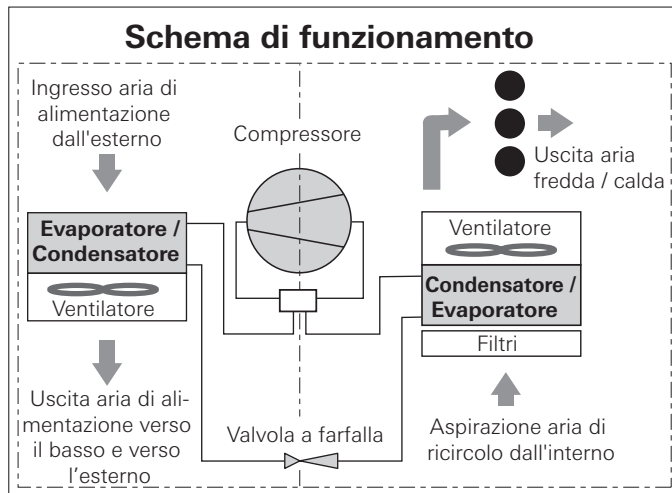 Schema di funzionamento
Ingresso aria di
alimentazione
dall'esterno
Compressore
Uscita aria
fredda / calda
Evaporatore /
Condensatore
Ventilatore
Ventilatore
Condensatore /
Evaporatore
Filtri
Uscita aria di ali-
mentazione verso
il basso e verso
l'esterno
Valvola a farfalla
Aspirazione aria di
ricircolo dall'interno